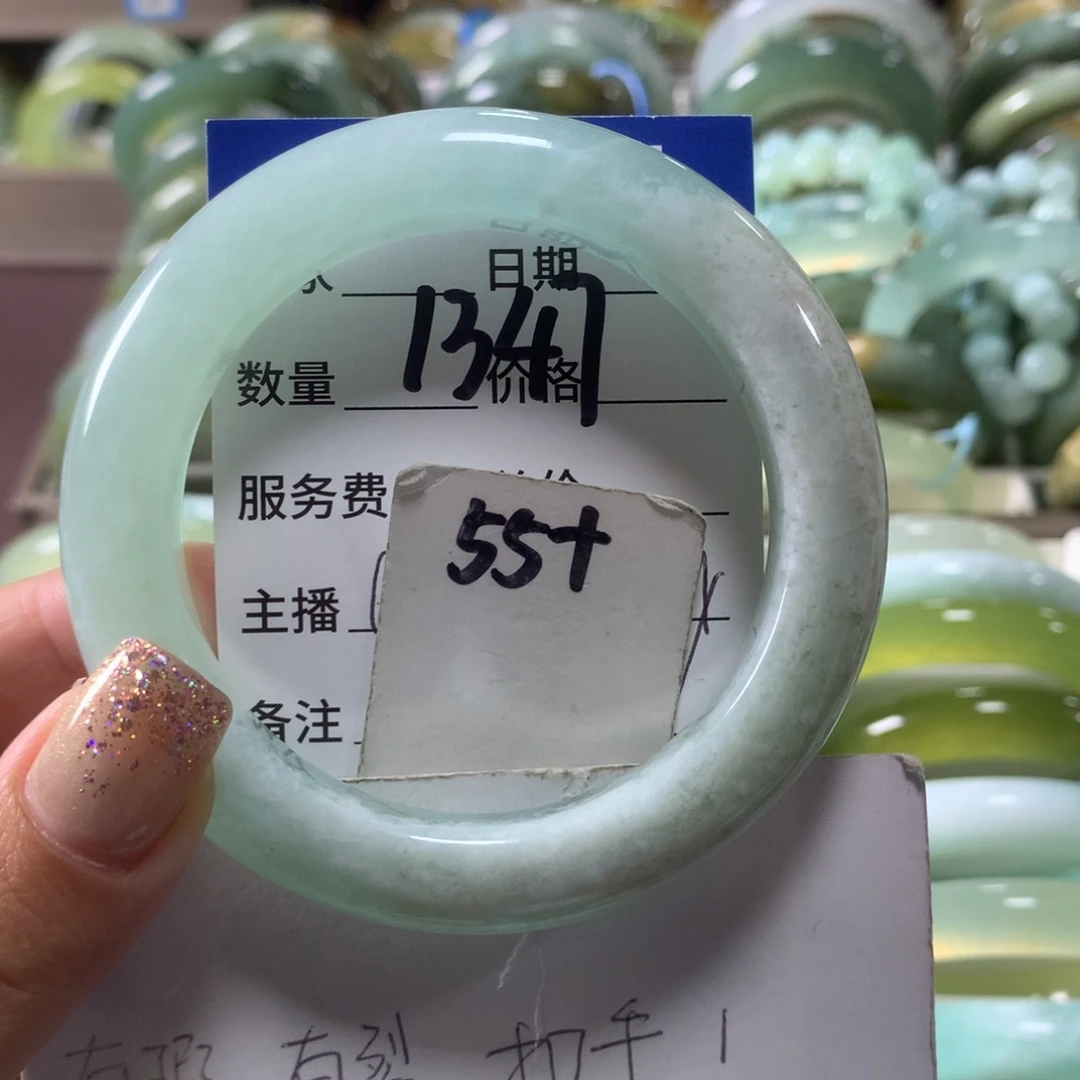 日期
1347
数量 价格
服务费
55+
主播
备注
有瑕 有裂 扣手!